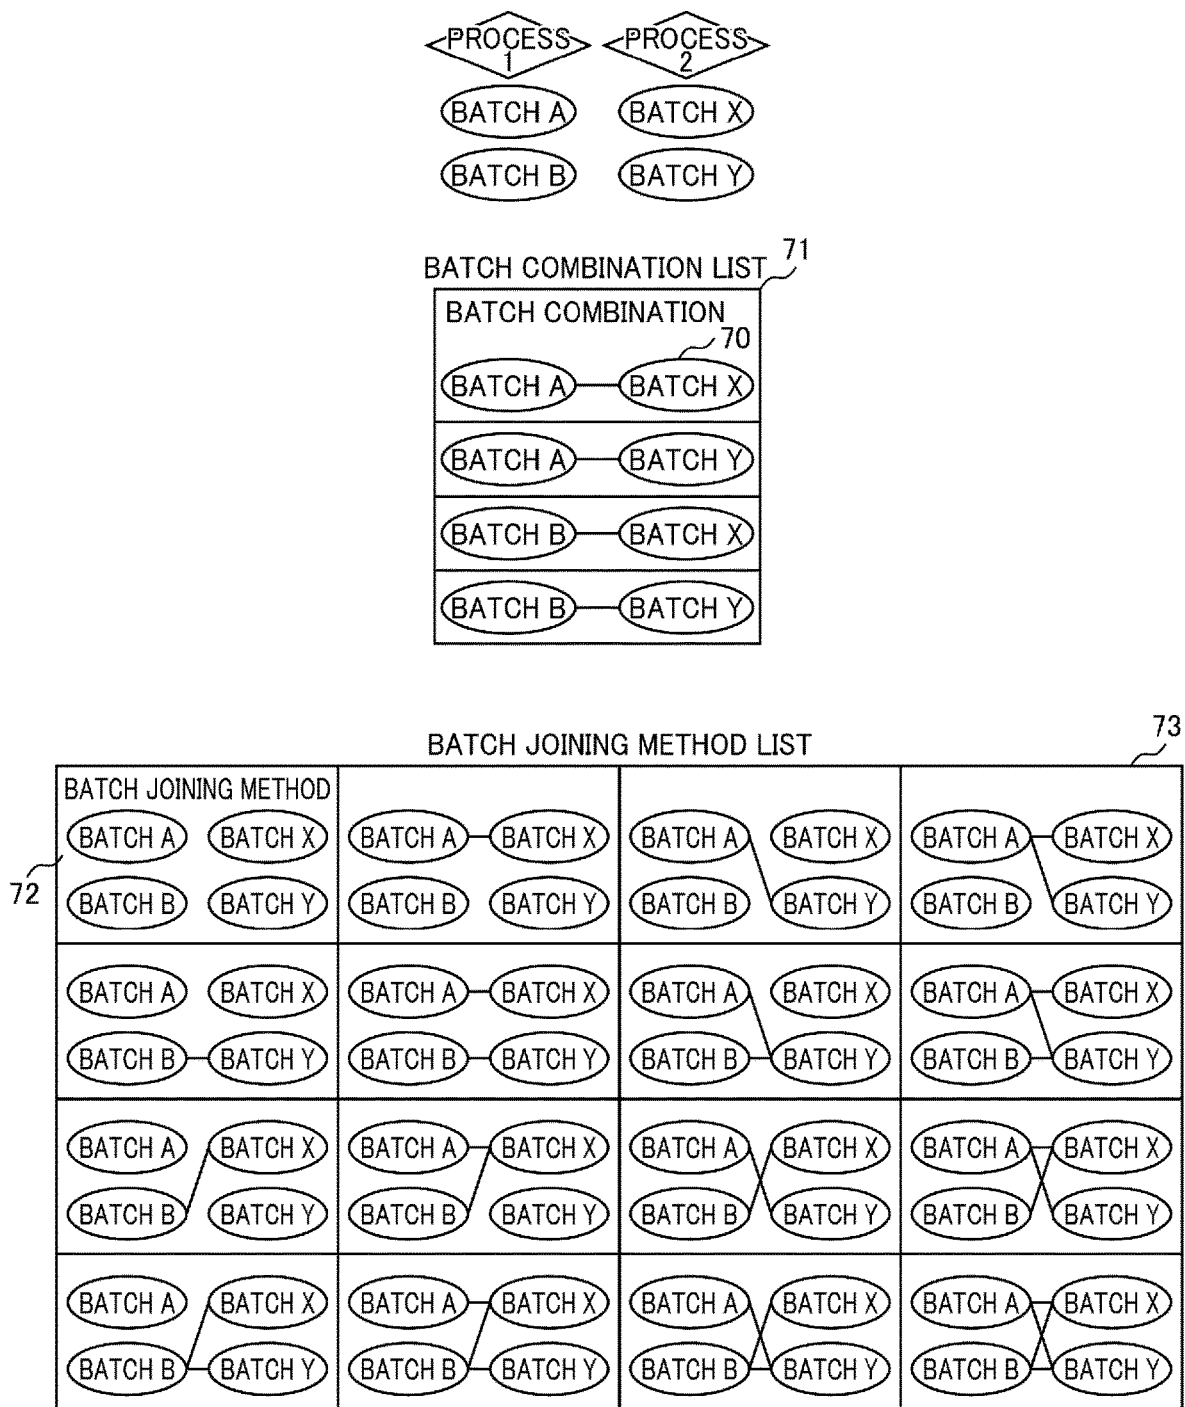 PROCESS 1 PROCESS 2
BATCH A BATCH X
BATCH B BATCH Y
71
BATCH COMBINATION LIST
BATCH COMBINATION
70
BATCH A BATCH X
BATCH A BATCH Y
BATCH B BATCH X
BATCH B BATCH Y
73
BATCH JOINING METHOD LIST
BATCH JOINING METHOD
BATCH A BATCH X BATCH A BATCH X BATCH A BATCH X BATCH A BATCH X
72
BATCH B BATCH Y BATCH B BATCH Y BATCH B BATCH Y BATCH B BATCH Y
BATCH A BATCH X BATCH A BATCH X BATCH A BATCH X BATCH A BATCH X
BATCH B BATCH Y BATCH B BATCH Y BATCH B BATCH Y BATCH B BATCH Y
BATCH A BATCH X BATCH A BATCH X BATCH A BATCH X BATCH A BATCH X
BATCH B BATCH Y BATCH B BATCH Y BATCH B BATCH Y BATCH B BATCH Y
BATCH A BATCH X BATCH A BATCH X BATCH A BATCH X BATCH A BATCH X
BATCH B BATCH Y BATCH B BATCH Y BATCH B BATCH Y BATCH B BATCH Y